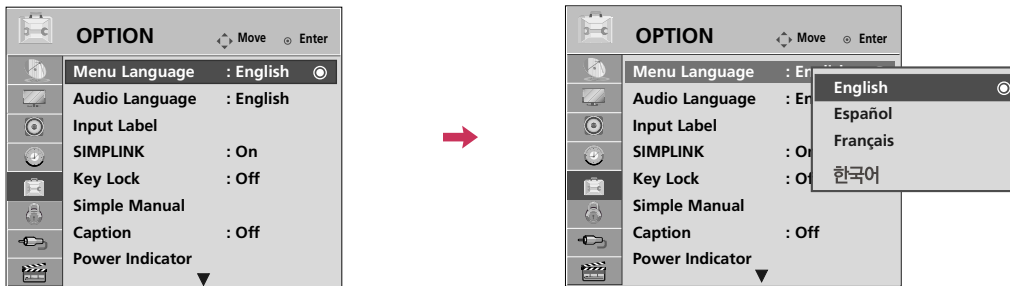 OPTION Move Enter
Menu Language : English
Audio Language : English
Input Label
SIMPLINK : On
Key Lock : Off
Simple Manual
Caption : Off
Power Indicator
OPTION Move Enter
Menu Language
Audio Language
Input Label
SIMPLINK
Key Lock
Simple Manual
Caption : Off
Power Indicator
English
Español
Français
한국어